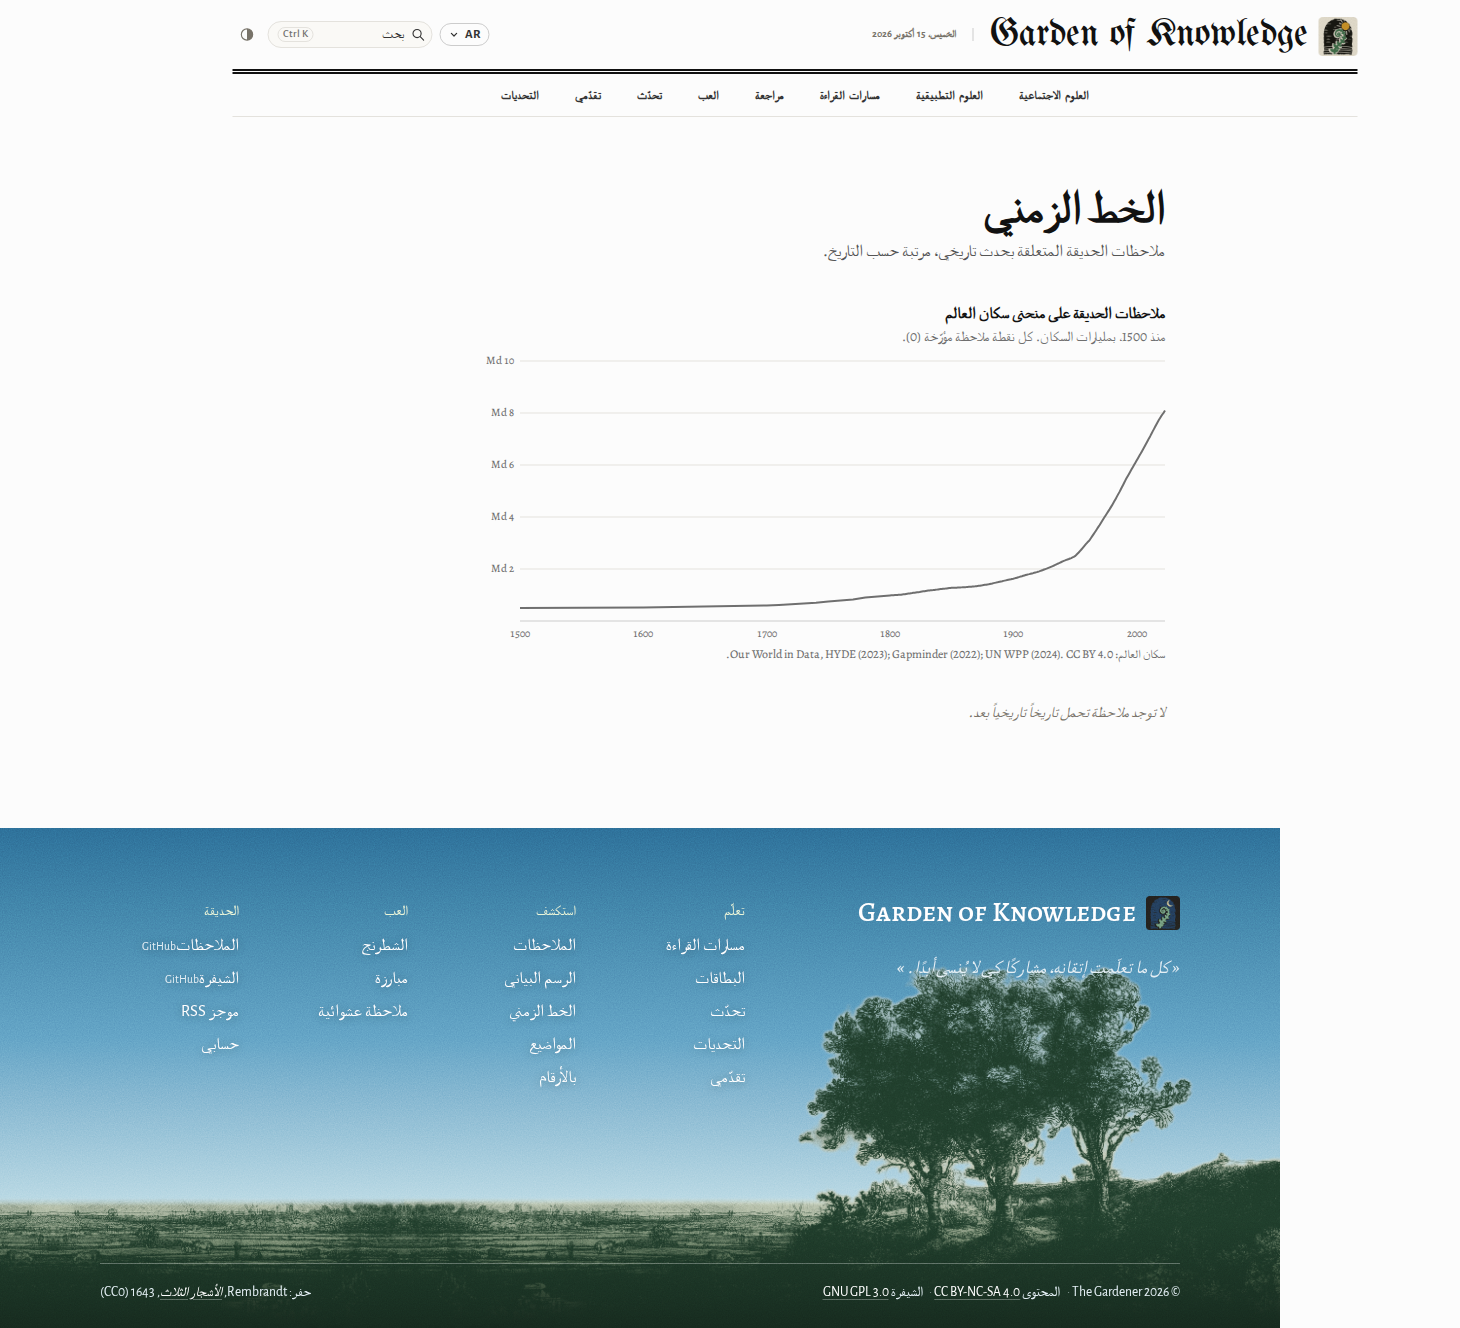 Garden of Knowledge
الخميس، 15 أكتوبر 2026
AR
بحث
Ctrl K
العلوم الاجتماعية
العلوم التطبيقية
مسارات القراءة
مراجعة
العب
تحدّث
تقدّمي
التحديات
الخط الزمني
ملاحظات الحديقة المتعلقة بحدث تاريخي، مرتبة حسب التاريخ.
ملاحظات الحديقة على منحنى سكان العالم
منذ 1500. بمليارات السكان. كل نقطة ملاحظة مؤرّخة (0).
Md 10
Md 8
Md 6
Md 4
Md 2
1500
1600
1700
1800
1900
2000
سكان العالم: Our World in Data, HYDE (2023); Gapminder (2022); UN WPP (2024). CC BY 4.0.
لا توجد ملاحظة تحمل تاريخاً تاريخياً بعد.
Garden of Knowledge
« كل ما تعلّمت إتقانه، مشاركًا كي لا يُنسى أبدًا. »
تعلّم
مسارات القراءة
البطاقات
تحدّث
التحديات
تقدّمي
استكشف
الملاحظات
الرسم البياني
الخط الزمني
المواضيع
بالأرقام
العب
الشطرنج
مبارزة
ملاحظة عشوائية
الحديقة
الملاحظات GitHub
الشيفرة GitHub
موجز RSS
حسابي
© 2026 The Gardener · المحتوى CC BY-NC-SA 4.0 · الشيفرة GNU GPL 3.0
حفر: Rembrandt, الأشجار الثلاث, 1643 (CC0)